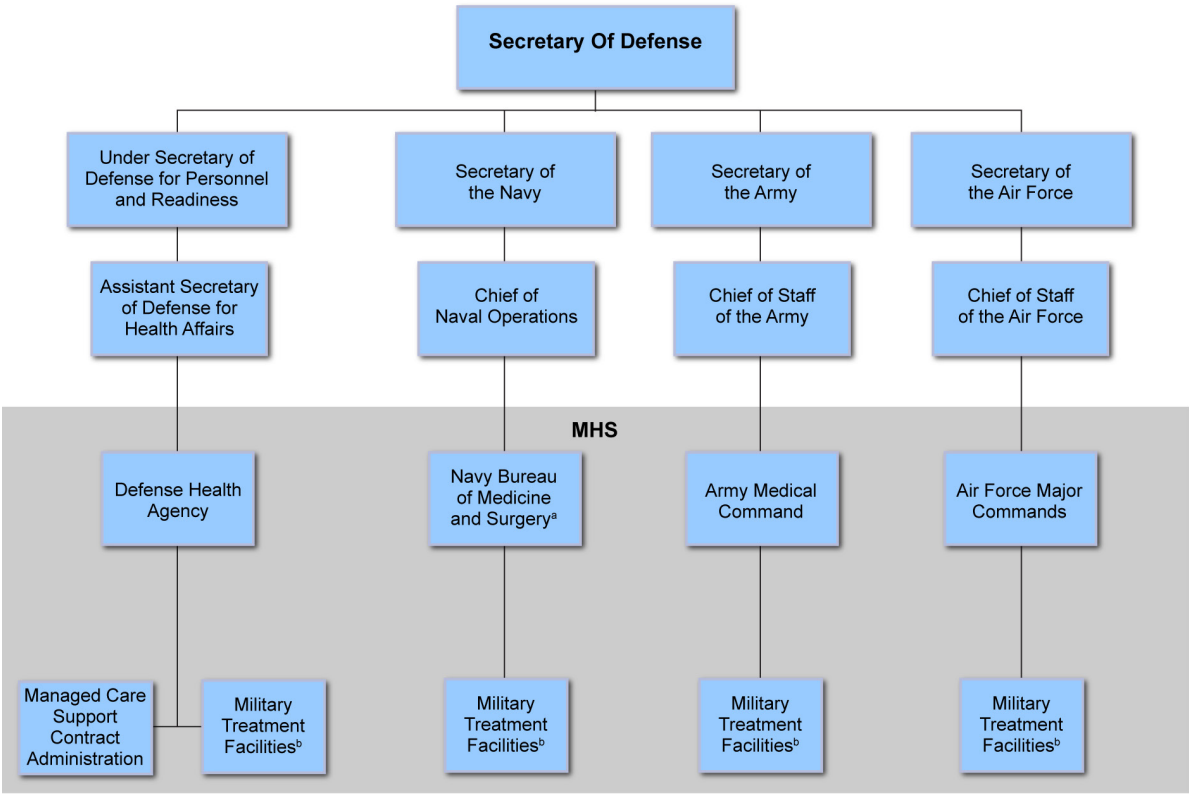 Secretary Of Defense
Under Secretary of
Defense for Personnel
and Readiness
Secretary of
the Navy
Secretary of
the Army
Secretary of
the Air Force
Assistant Secretary
of Defense for
Health Affairs
Chief of
Naval Operations
Chief of Staff
of the Army
Chief of Staff
of the Air Force
MHS
Defense Health
Agency
Navy Bureau
of Medicine
and Surgeryᵃ
Army Medical
Command
Air Force Major
Commands
Managed Care
Support
Contract
Administration
Military
Treatment
Facilitiesᵇ
Military
Treatment
Facilitiesᵇ
Military
Treatment
Facilitiesᵇ
Military
Treatment
Facilitiesᵇ